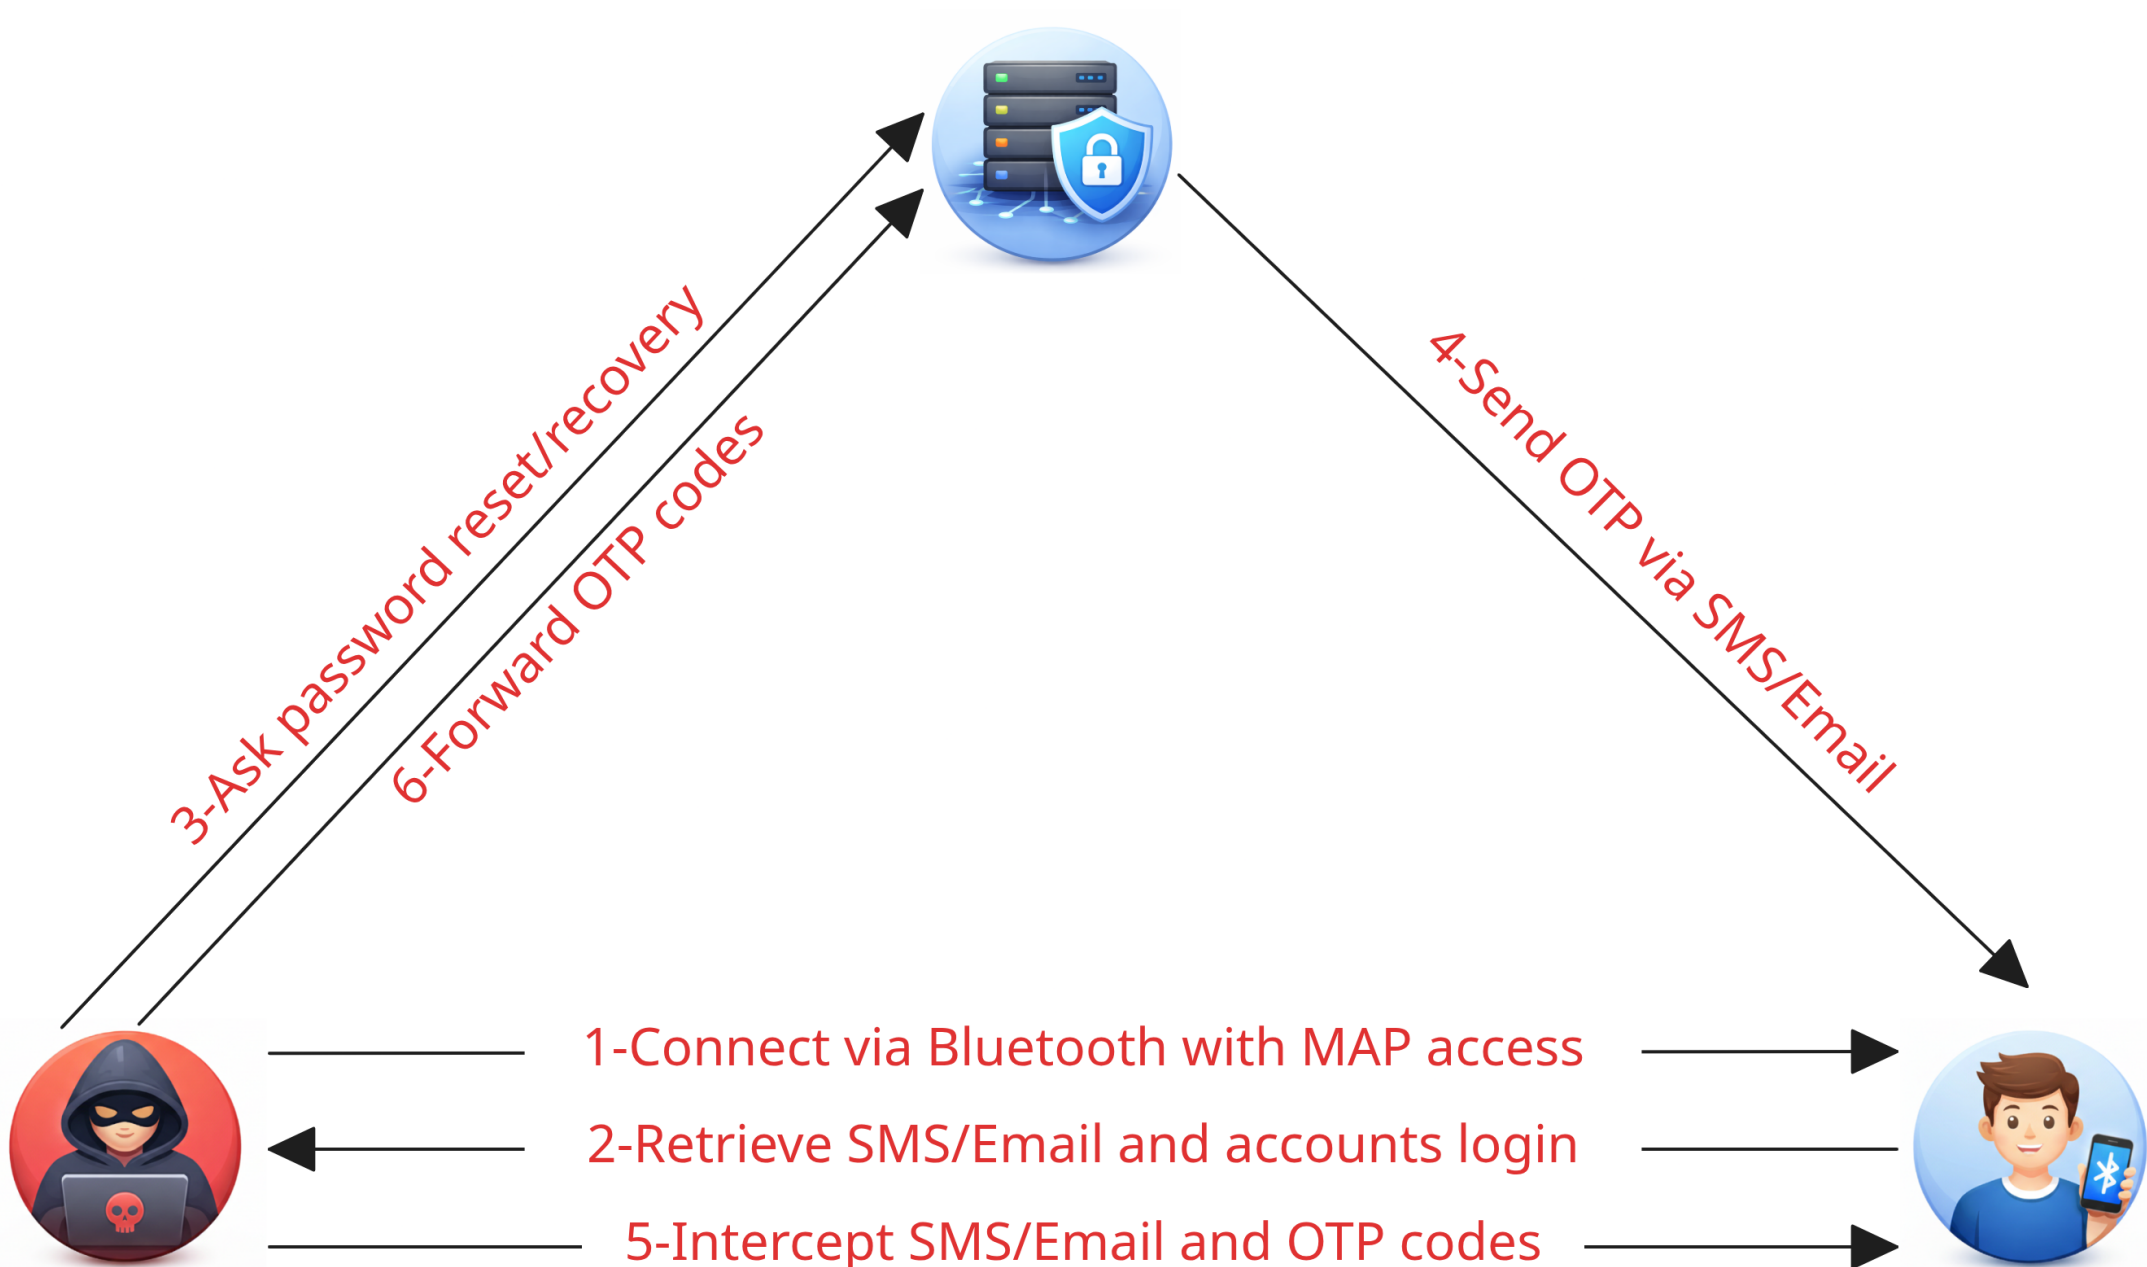 3-Ask password reset/recovery
6-Forward OTP codes
4-Send OTP via SMS/Email
1-Connect via Bluetooth with MAP access
2-Retrieve SMS/Email and accounts login
5-Intercept SMS/Email and OTP codes